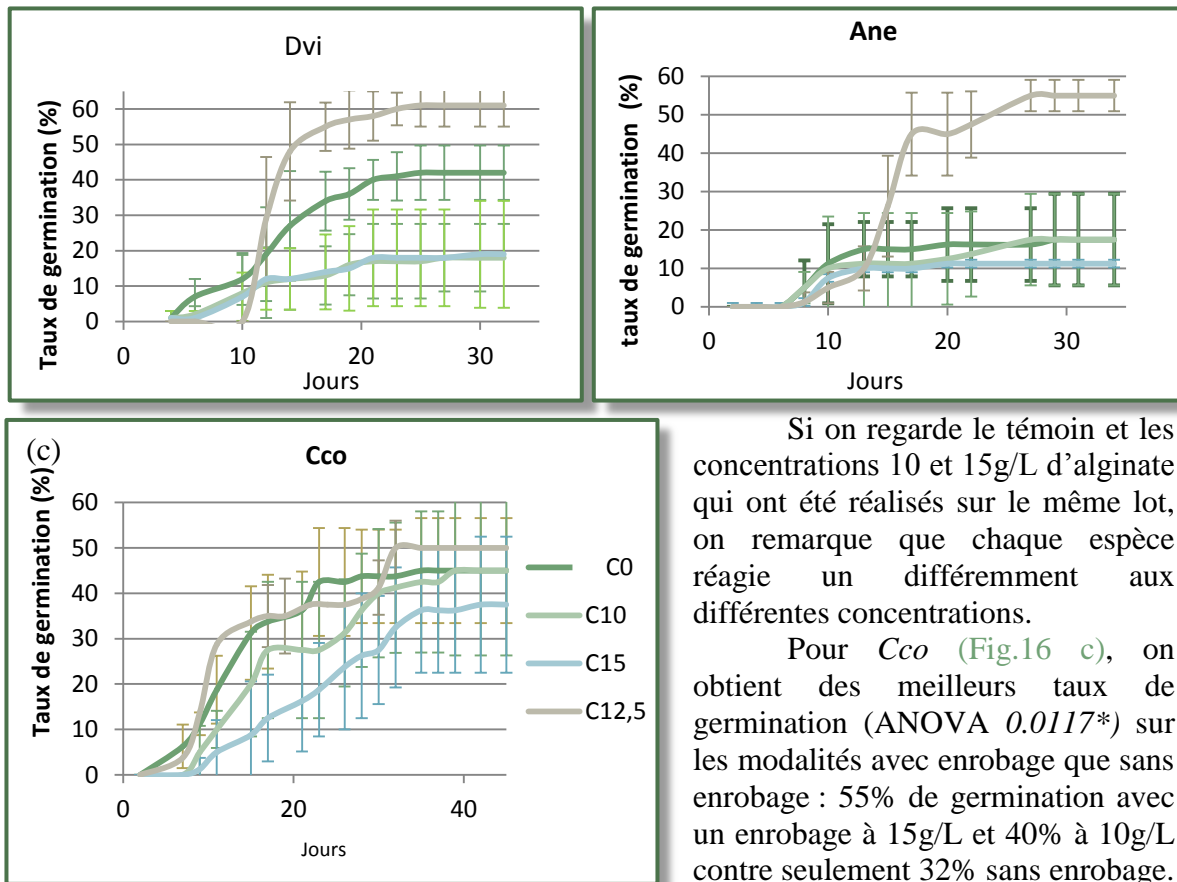 Dvi
Taux de germination (%)
60
50
40
30
20
10
0
0 10 20 30
Jours
Ane
taux de germination (%)
60
50
40
30
20
10
0
0 10 20 30
Jours
(c)
Cco
Taux de germination (%)
60
50
40
30
20
10
0
0 20 40
Jours
C0
C10
C15
C12,5
Si on regarde le témoin et les
concentrations 10 et 15g/L d’alginate
qui ont été réalisés sur le même lot,
on remarque que chaque espèce
réagie un différemment aux
différentes concentrations.
Pour Cco (Fig.16 c), on
obtient des meilleurs taux de
germination (ANOVA 0.0117*) sur
les modalités avec enrobage que sans
enrobage : 55% de germination avec
un enrobage à 15g/L et 40% à 10g/L
contre seulement 32% sans enrobage.